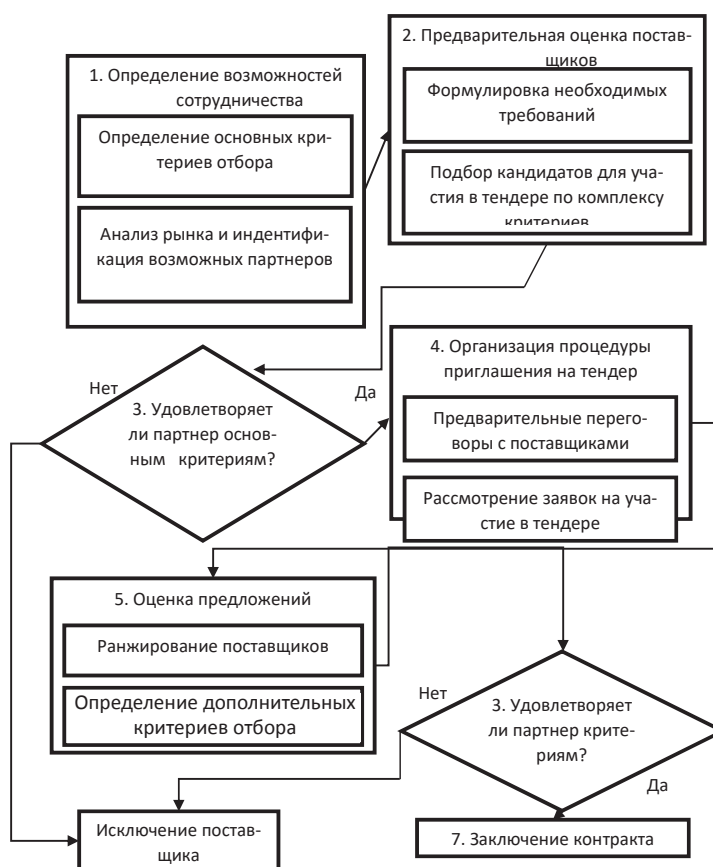 1. Определение возможностей
сотрудничества
Определение основных кри-
териев отбора
Анализ рынка и индентифи-
кация возможных партнеров
2. Предварительная оценка постав-
щиков
Формулировка необходимых
требований
Подбор кандидатов для уча-
стия в тендере по комплексу
критериев
Нет
3. Удовлетворяет
ли партнер основ-
ным критериям?
Да
4. Организация процедуры
приглашения на тендер
Предварительные перего-
воры с поставщиками
Рассмотрение заявок на уча-
стие в тендере
5. Оценка предложений
Ранжирование поставщиков
Определение дополнительных
критериев отбора
Нет
3. Удовлетворяет
ли партнер крите-
риям?
Да
Исключение постав-
щика
7. Заключение контракта